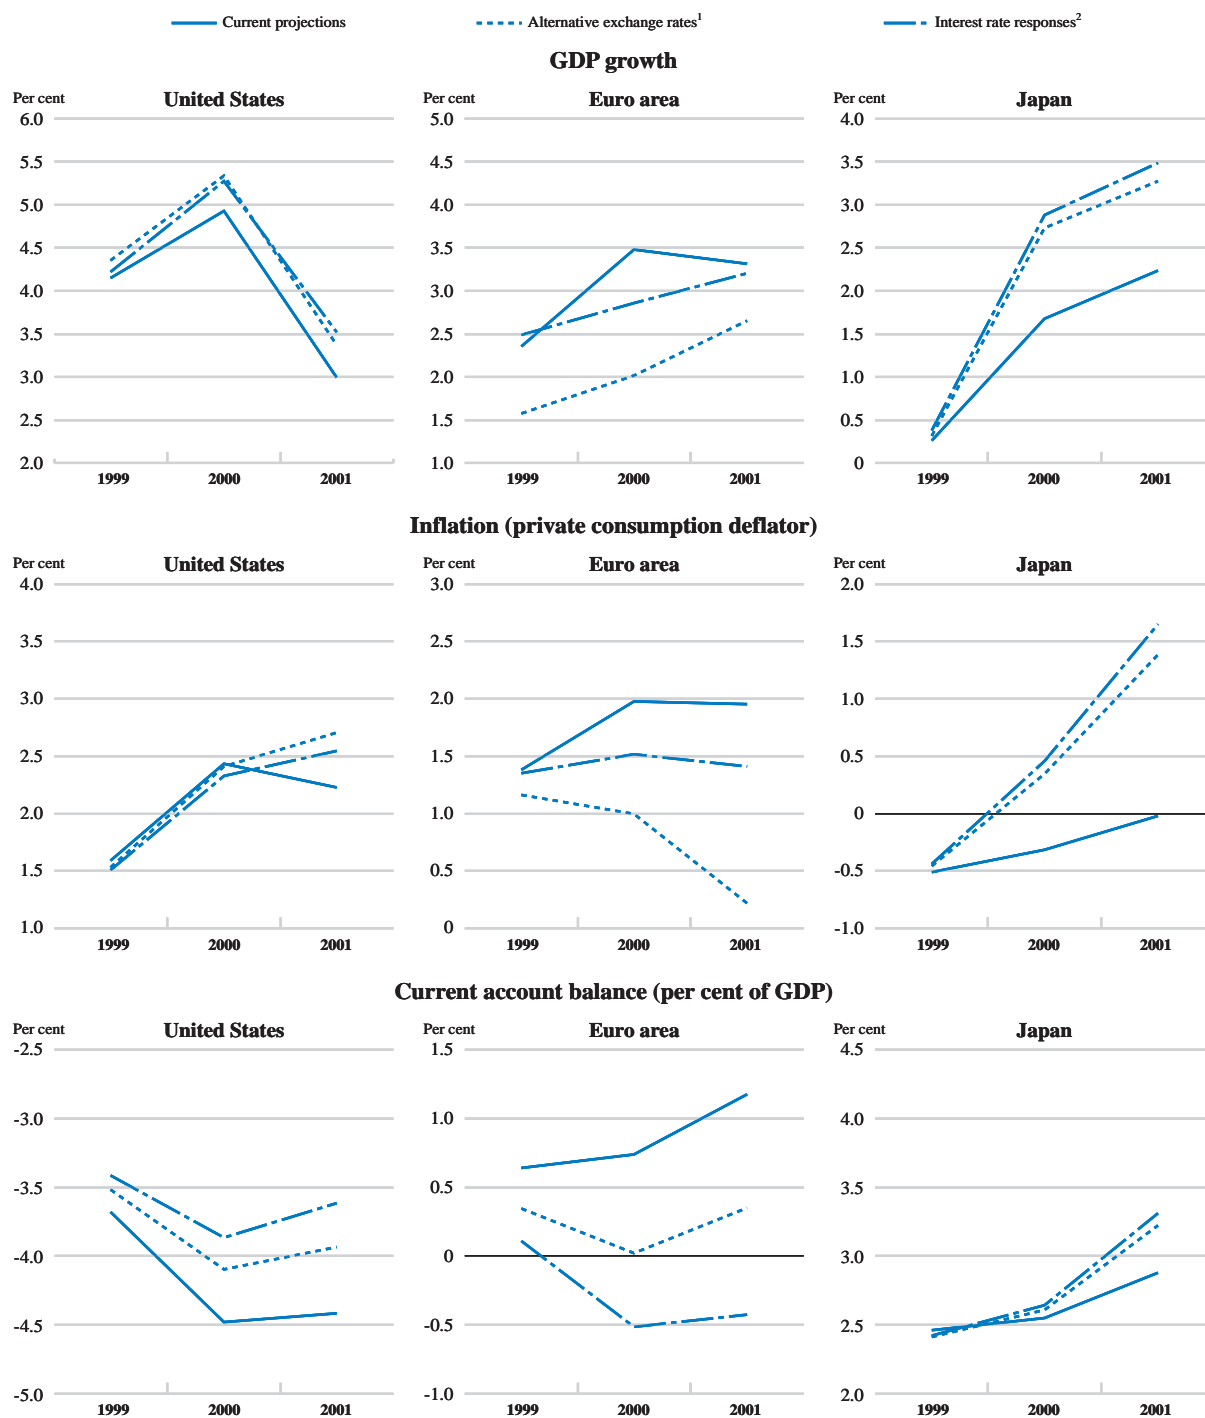 Current projections Alternative exchange rates1 Interest rate responses2
GDP growth
Per cent United States Per cent Euro area Per cent Japan
6.0 5.0 4.0
5.5 4.5 3.5
5.0 4.0 3.0
4.5 3.5 2.5
4.0 3.0 2.0
3.5 2.5 1.5
3.0 2.0 1.0
2.5 1.5 0.5
2.0 1.0 0
1999 2000 2001 1999 2000 2001 1999 2000 2001
Inflation (private consumption deflator)
Per cent United States Per cent Euro area Per cent Japan
4.0 3.0 2.0
3.5 2.5 1.5
3.0 2.0 1.0
2.5 1.5 0.5
2.0 1.0 0
1.5 0.5 -0.5
1.0 0 -1.0
1999 2000 2001 1999 2000 2001 1999 2000 2001
Current account balance (per cent of GDP)
Per cent United States Per cent Euro area Per cent Japan
-2.5 1.5 4.5
-3.0 1.0 4.0
-3.5 0.5 3.5
-4.0 0 3.0
-4.5 -0.5 2.5
-5.0 -1.0 2.0
1999 2000 2001 1999 2000 2001 1999 2000 2001